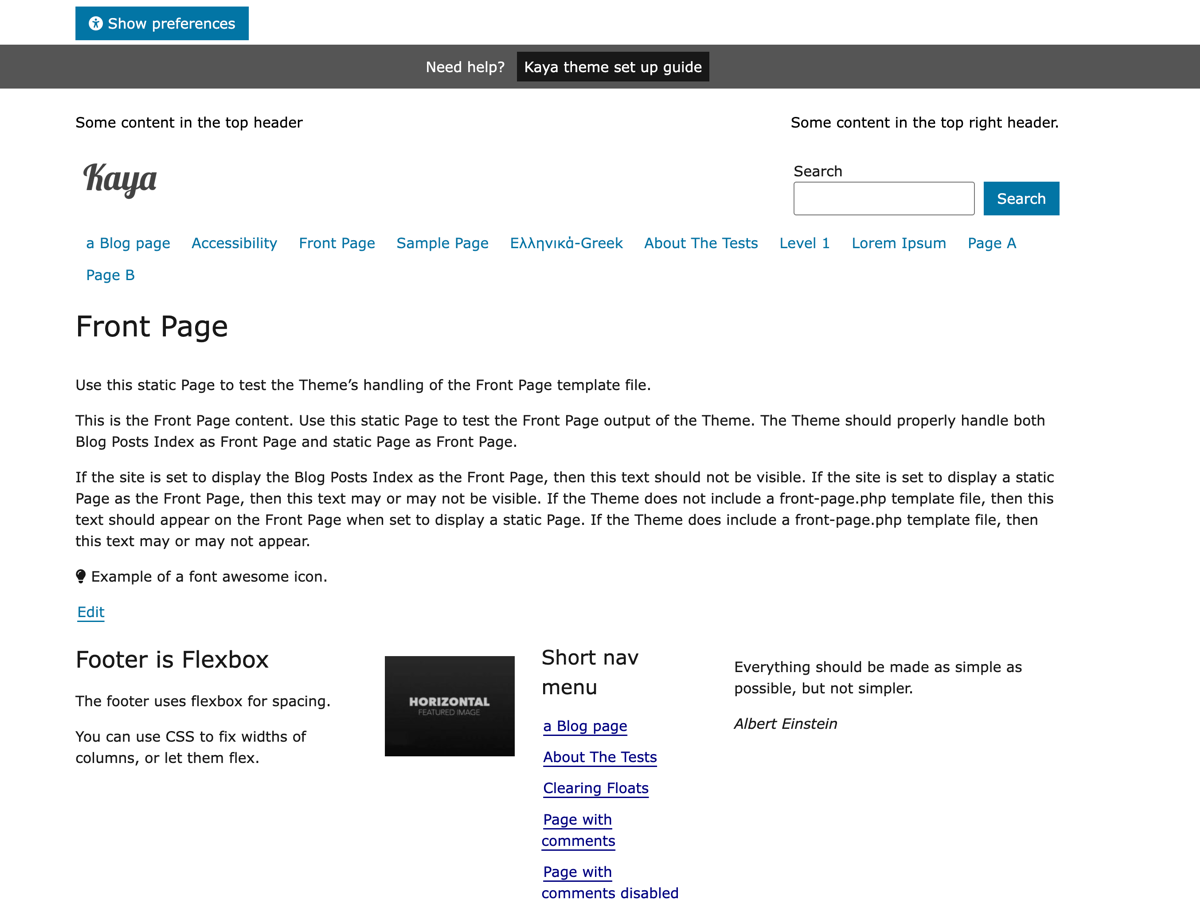 Show preferences
Need help? Kaya theme set up guide
Some content in the top header
Some content in the top right header.
Kaya
Search
Search
a Blog page Accessibility Front Page Sample Page Ελληνικά-Greek About The Tests Level 1 Lorem Ipsum Page A
Page B
Front Page
Use this static Page to test the Theme’s handling of the Front Page template file.
This is the Front Page content. Use this static Page to test the Front Page output of the Theme. The Theme should properly handle both
Blog Posts Index as Front Page and static Page as Front Page.
If the site is set to display the Blog Posts Index as the Front Page, then this text should not be visible. If the site is set to display a static
Page as the Front Page, then this text may or may not be visible. If the Theme does not include a front-page.php template file, then this
text should appear on the Front Page when set to display a static Page. If the Theme does include a front-page.php template file, then
this text may or may not appear.
Example of a font awesome icon.
Edit
Footer is Flexbox
The footer uses flexbox for spacing.
You can use CSS to fix widths of
columns, or let them flex.
HORIZONTAL
FEATURED IMAGE
Short nav
menu
a Blog page
About The Tests
Clearing Floats
Page with
comments
Page with
comments disabled
Everything should be made as simple as
possible, but not simpler.
Albert Einstein